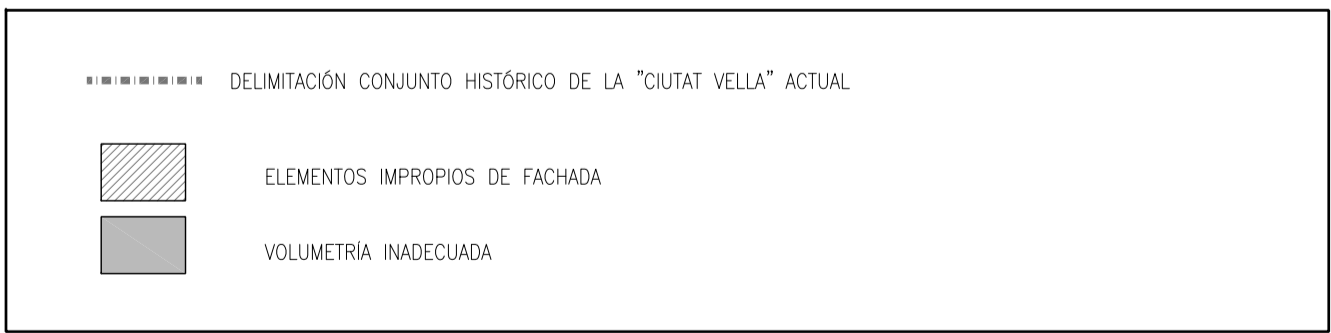 DELIMITACIÓN CONJUNTO HISTÓRICO DE LA "CIUTAT VELLA" ACTUAL
ELEMENTOS IMPROPIOS DE FACHADA
VOLUMETRÍA INADECUADA